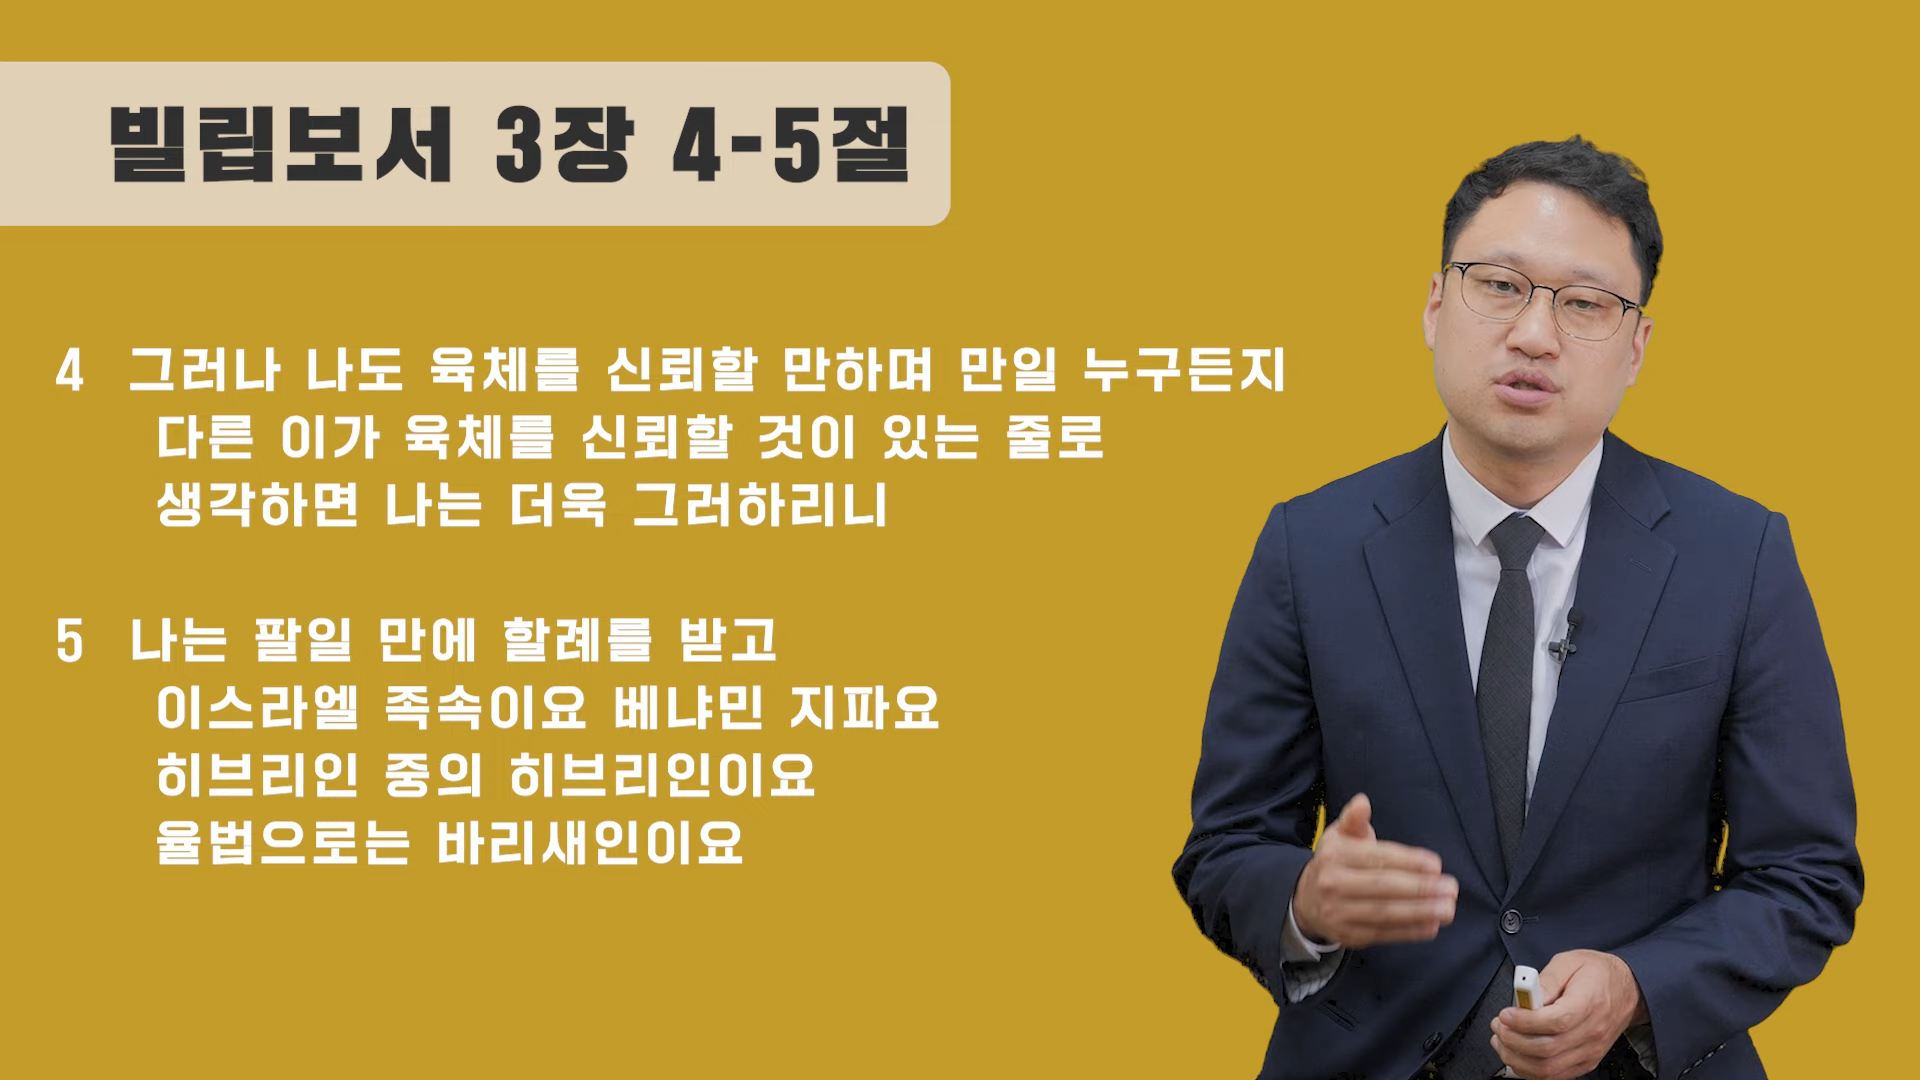 빌립보서 3장 4-5절
4 그러나 나도 육체를 신뢰할 만하며 만일 누구든지
다른 이가 육체를 신뢰할 것이 있는 줄로
생각하면 나는 더욱 그러하리니
5 나는 팔일 만에 할례를 받고
이스라엘 족속이요 베냐민 지파요
히브리인 중의 히브리인이요
율법으로는 바리새인이요